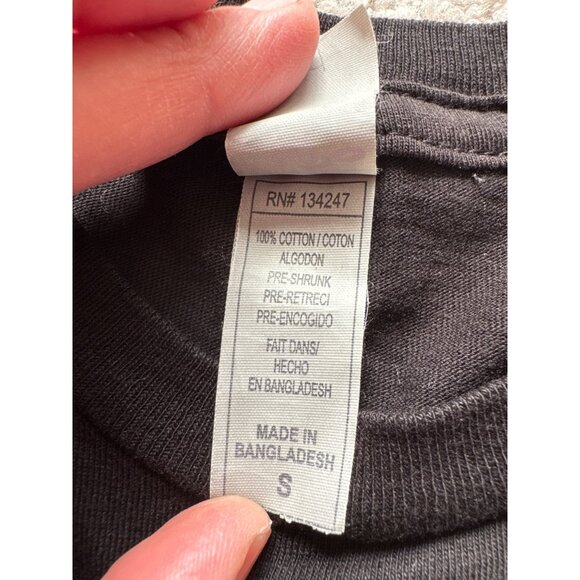 RN# 134247
100% COTTON / COTON
ALGODON
PRE-SHRUNK
PRE-RETRECI
PRE-ENCOGIDO
FAIT DANS/
HECHO
EN BANGLADESH
MADE IN
BANGLADESH
S